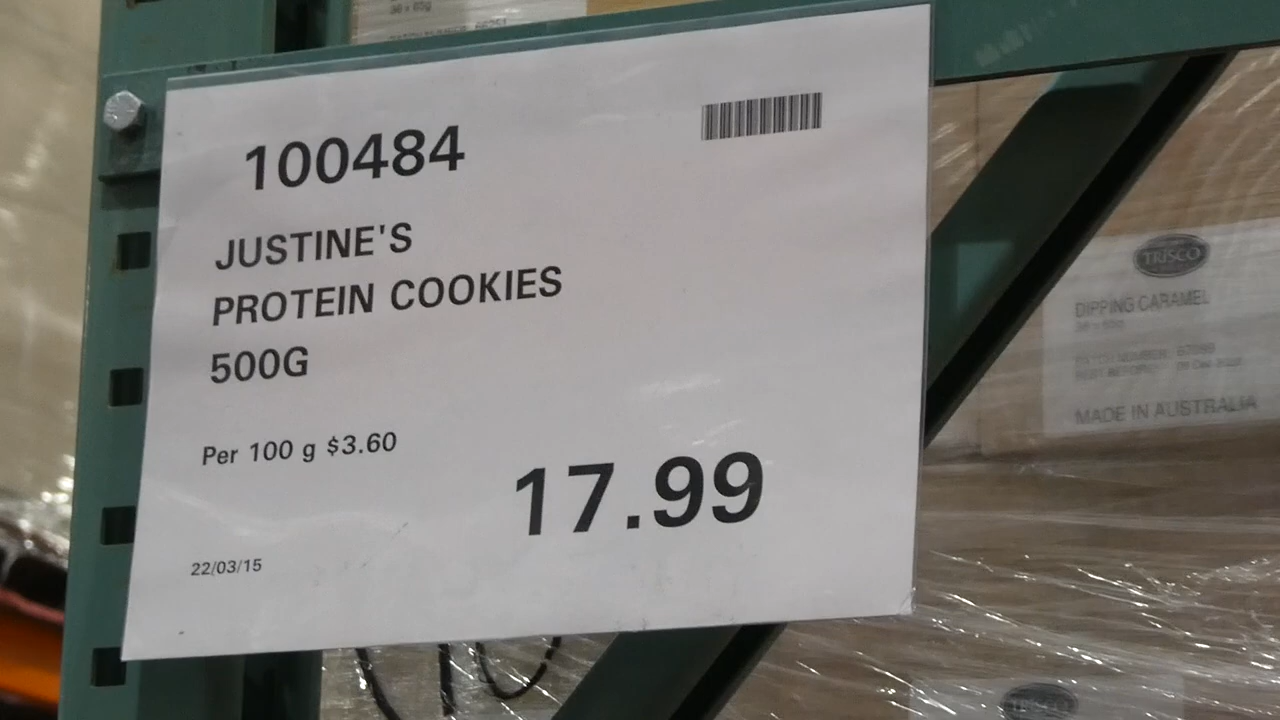 100484
JUSTINE'S
PROTEIN COOKIES
500G
Per 100 g $3.60
17.99
22/03/15
TRISCO
DIPPING CARAMEL
MADE IN AUSTRALIA
TRISCO